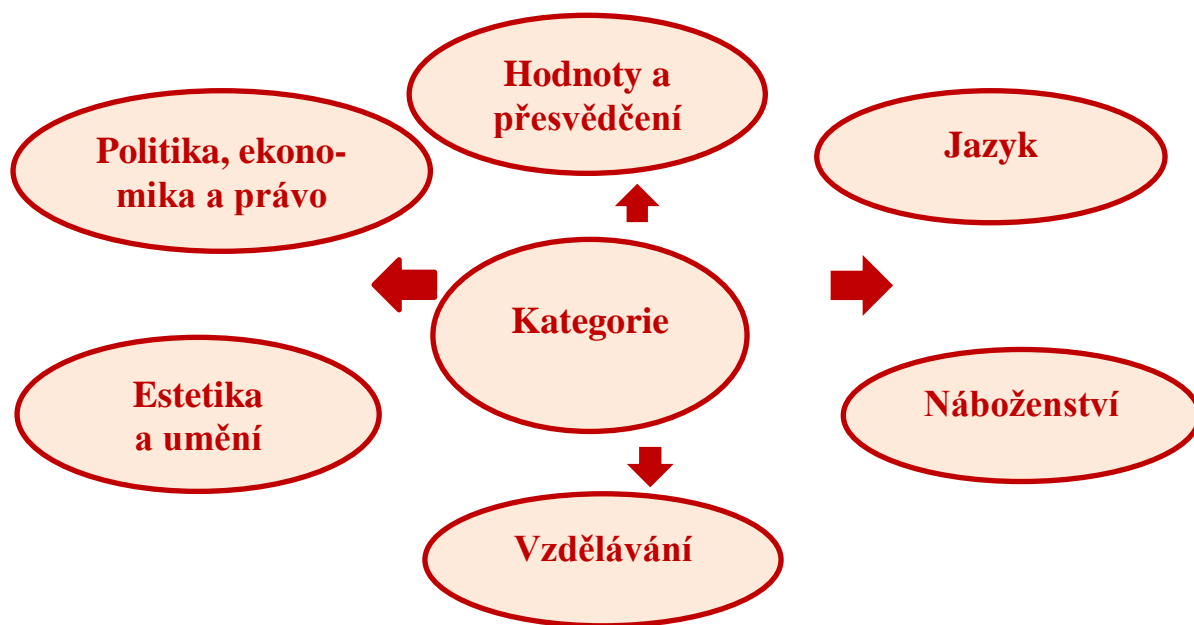 Hodnoty a
přesvědčení
Politika, ekono-
mika a právo
Jazyk
Kategorie
Estetika
a umění
Náboženství
Vzdělávání